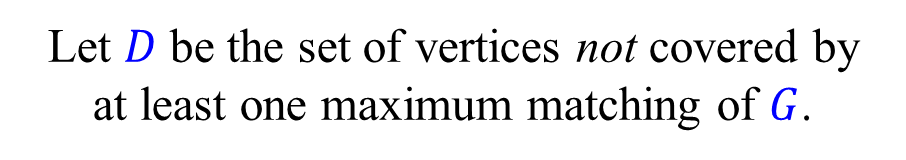 Let D be the set of vertices not covered by
at least one maximum matching of G.